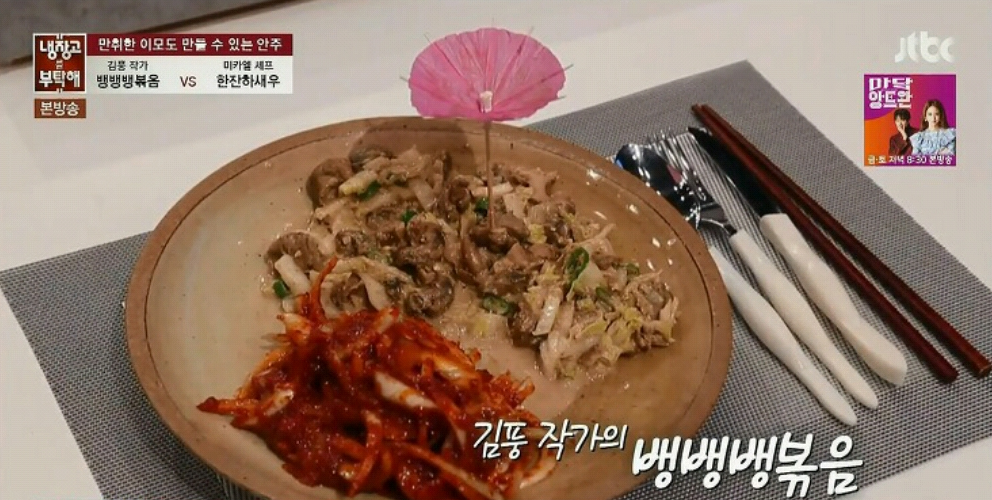 냉장고
부탁해
본방송
만취한 이모도 만들 수 있는 안주
김풍 작가
뱅뱅뱅볶음
VS
미카엘 셰프
한잔하새우
jtbc
마닥
앙트완
금·토 저녁 8:30 본방송
김풍 작가의
뱅뱅뱅볶음